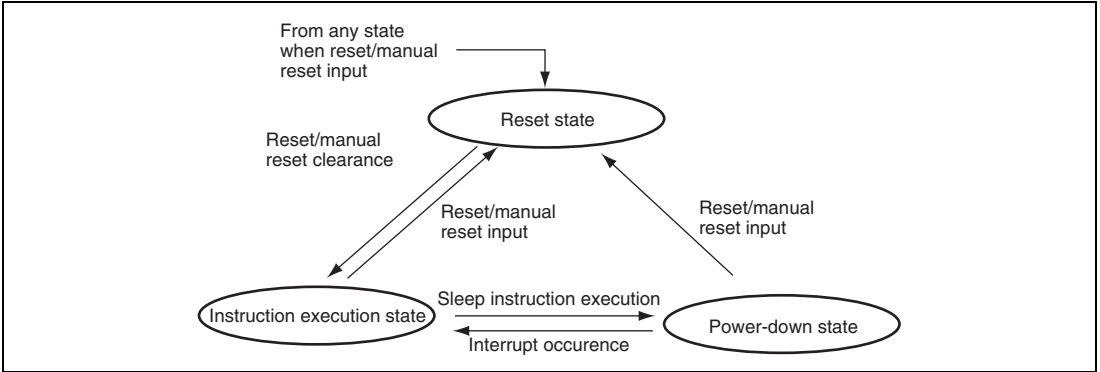 From any state
when reset/manual
reset input
Reset state
Reset/manual
reset clearance
Reset/manual
reset input
Reset/manual
reset input
Instruction execution state
Sleep instruction execution
Interrupt occurence
Power-down state